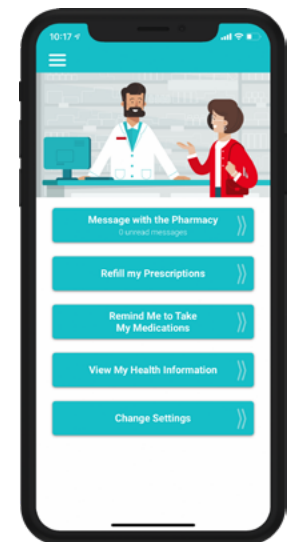 10:17
Message with the Pharmacy
0 unread messages
Refill my Prescriptions
Remind Me to Take
My Medications
View My Health Information
Change Settings